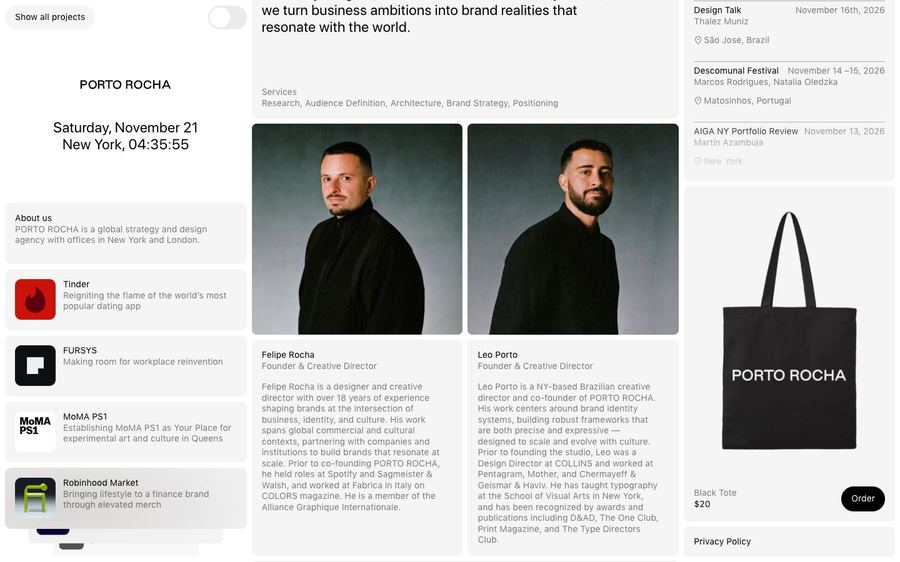 Show all projects
PORTO ROCHA
Saturday, November 21
New York, 04:35:55
About us
PORTO ROCHA is a global strategy and design
agency with offices in New York and London.
Tinder
Reigniting the flame of the world's most
popular dating app
FURSYS
Making room for workplace reinvention
MoMA
PS1
MoMA PS1
Establishing MoMA PS1 as Your Place for
experimental art and culture in Queens
Robinhood Market
Bringing lifestyle to a finance brand
through elevated merch
we turn business ambitions into brand realities that
resonate with the world.
Services
Research, Audience Definition, Architecture, Brand Strategy, Positioning
Felipe Rocha
Founder & Creative Director
Felipe Rocha is a designer and creative
director with over 18 years of experience
shaping brands at the intersection of
business, identity, and culture. His work
spans global commercial and cultural
contexts, partnering with companies and
institutions to build brands that resonate at
scale. Prior to co-founding PORTO ROCHA,
he held roles at Spotify and Sagmeister &
Walsh, and worked at Fabrica in Italy on
COLORS magazine. He is a member of the
Alliance Graphique Internationale.
Leo Porto
Founder & Creative Director
Leo Porto is a NY-based Brazilian creative
director and co-founder of PORTO ROCHA.
His work centers around brand identity
systems, building robust frameworks that
are both precise and expressive —
designed to scale and evolve with culture.
Prior to founding the studio, Leo was a
Design Director at COLLINS and worked at
Pentagram, Mother, and Chermayeff &
Geismar & Haviv. He has taught typography
at the School of Visual Arts in New York,
and has been recognized by awards and
publications including D&AD, The One Club,
Print Magazine, and The Type Directors
Club.
Design Talk November 16th, 2026
Thalez Muniz
São Jose, Brazil
Descomunal Festival November 14 –15, 2026
Marcos Rodrigues, Natalia Oledzka
Matosinhos, Portugal
AIGA NY Portfolio Review November 13, 2026
Martín Azambuja
New York
PORTO ROCHA
Black Tote
$20
Order
Privacy Policy